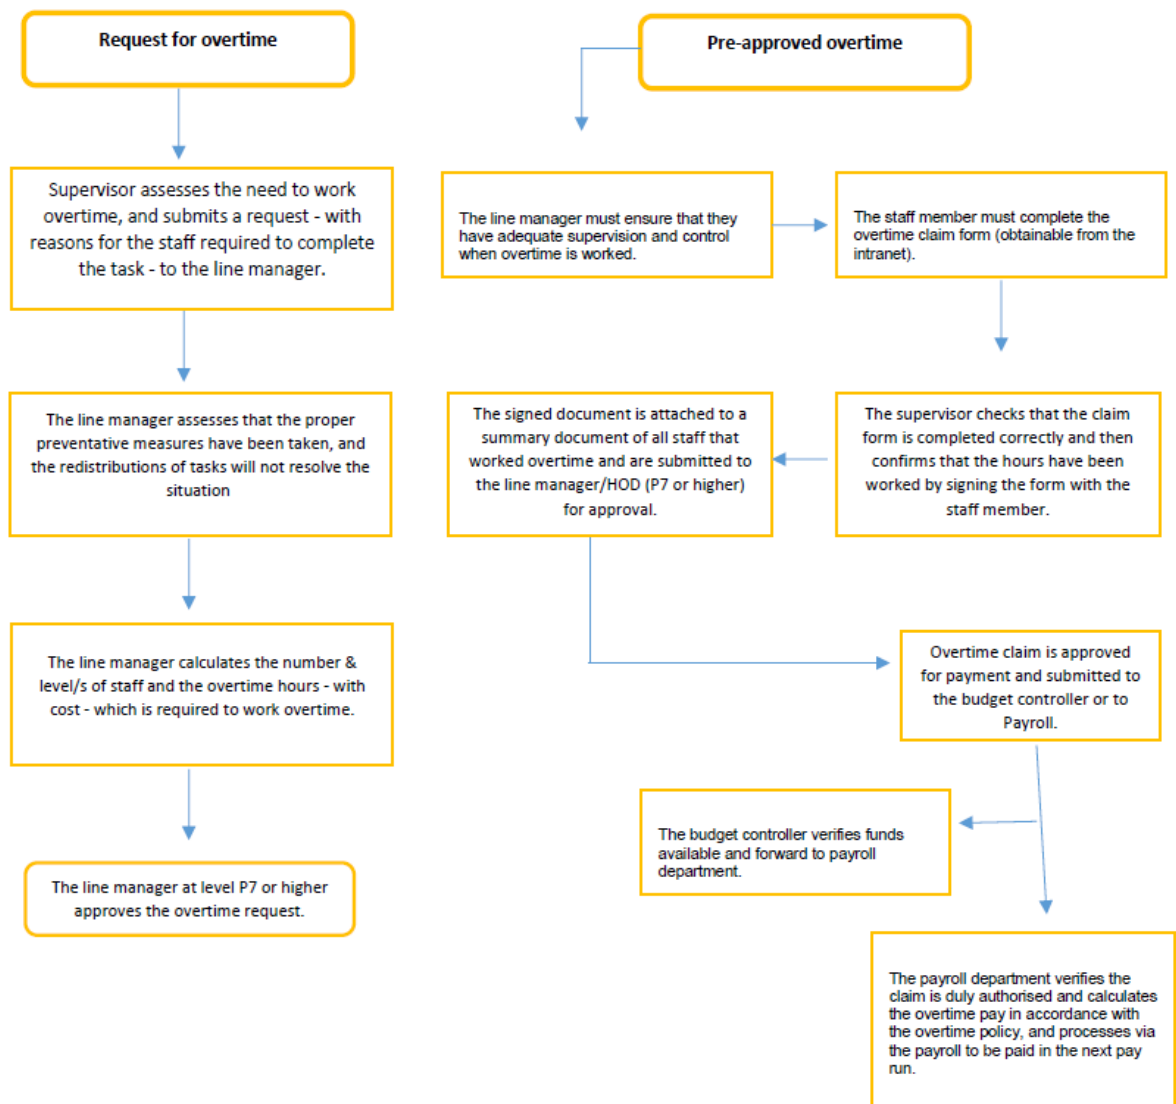 Request for overtime
Supervisor assesses the need to work
overtime, and submits a request - with
reasons for the staff required to complete
the task - to the line manager.
The line manager assesses that the proper
preventative measures have been taken, and
the redistributions of tasks will not resolve the
situation
The line manager calculates the number &
level/s of staff and the overtime hours - with
cost - which is required to work overtime.
The line manager at level P7 or higher
approves the overtime request.
Pre-approved overtime
The line manager must ensure that they
have adequate supervision and control
when overtime is worked.
The staff member must complete the
overtime claim form (obtainable from the
intranet).
The supervisor checks that the claim
form is completed correctly and then
confirms that the hours have been
worked by signing the form with the
staff member.
The signed document is attached to a
summary document of all staff that
worked overtime and are submitted to
the line manager/HOD (P7 or higher)
for approval.
Overtime claim is approved
for payment and submitted to
the budget controller or to
Payroll.
The budget controller verifies funds
available and forward to payroll
department.
The payroll department verifies the
claim is duly authorised and calculates
the overtime pay in accordance with
the overtime policy, and processes via
the payroll to be paid in the next pay
run.